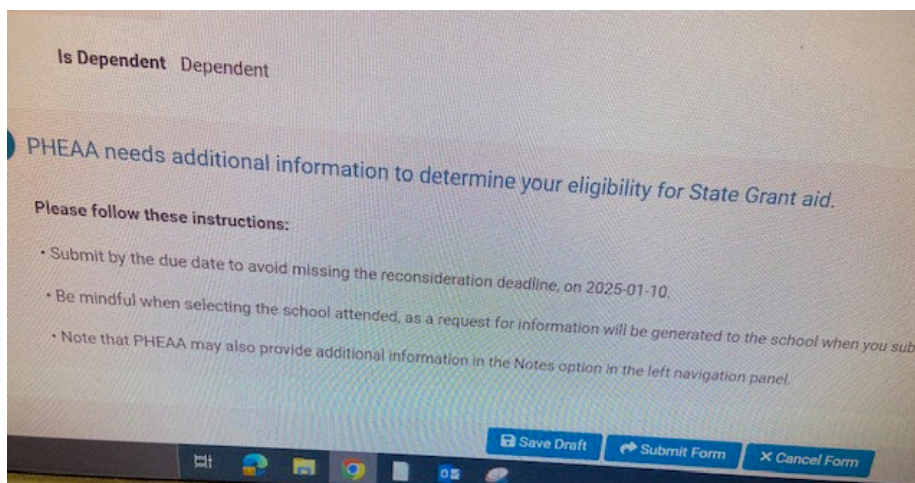 Is Dependent Dependent
PHEAA needs additional information to determine your eligibility for State Grant aid.
Please follow these instructions:
• Submit by the due date to avoid missing the reconsideration deadline, on 2025-01-10.
• Be mindful when selecting the school attended, as a request for information will be generated to the school when you sub
• Note that PHEAA may also provide additional information in the Notes option in the left navigation panel.
Save Draft Submit Form Cancel Form